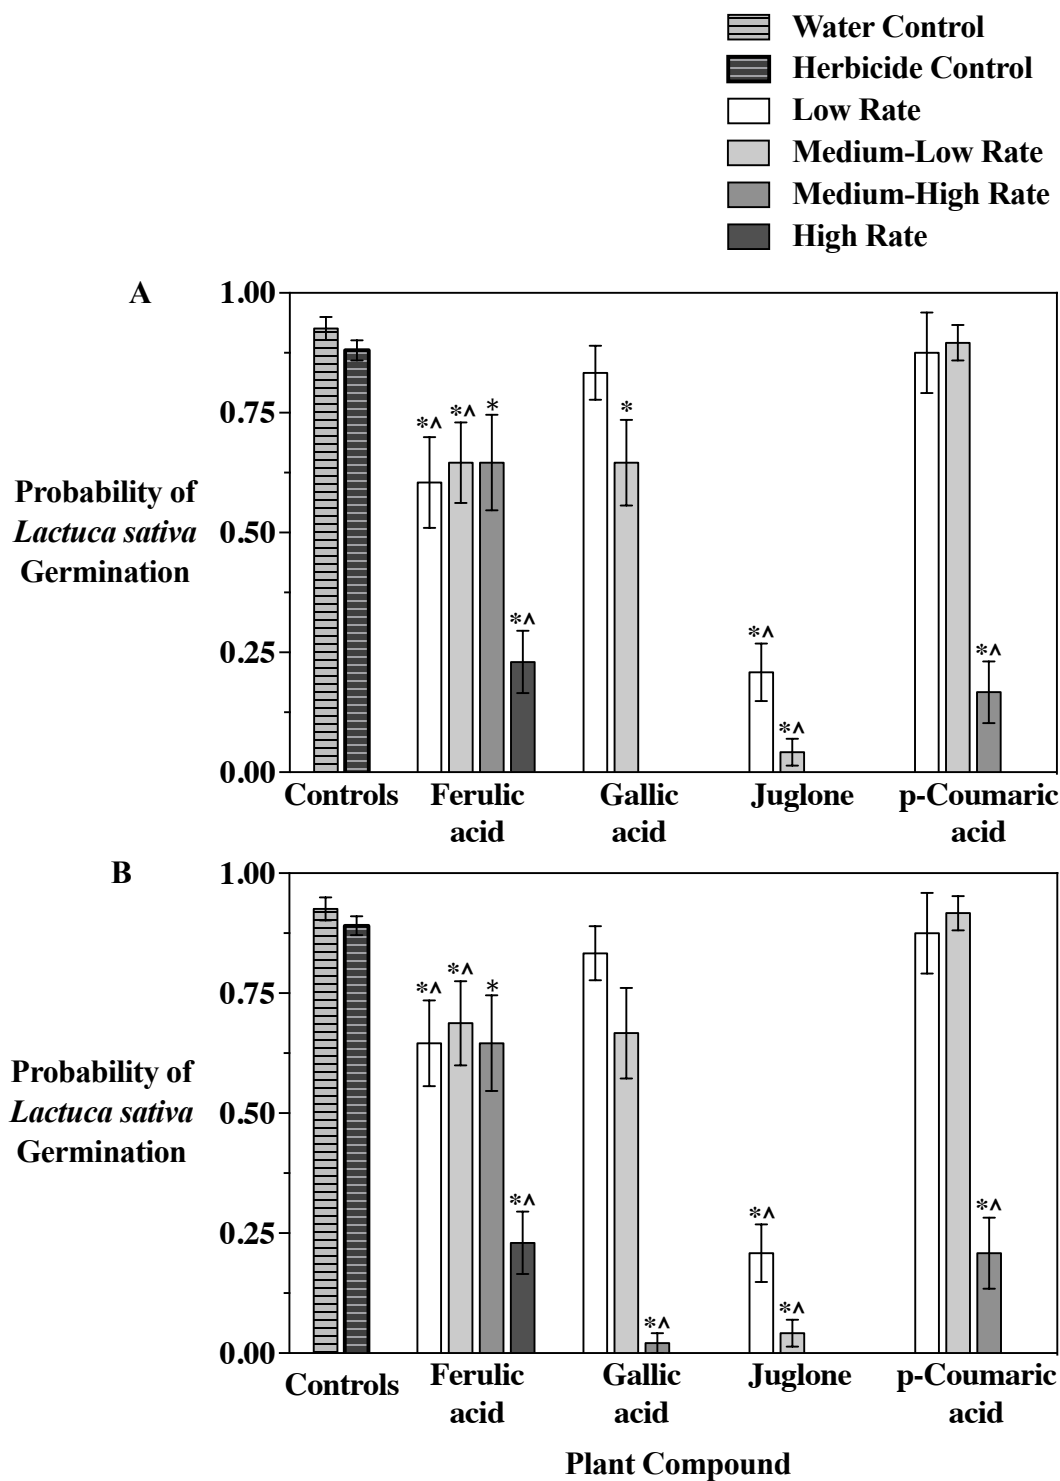 Water Control
Herbicide Control
Low Rate
Medium-Low Rate
Medium-High Rate
High Rate
A
1.00
0.75
0.50
0.25
0.00
Probability of
Lactuca sativa
Germination
*^ *^ * *^
*
*^ *^
*^
Controls Ferulic acid Gallic acid Juglone p-Coumaric acid
B
1.00
0.75
0.50
0.25
0.00
Probability of
Lactuca sativa
Germination
*^ *^ * *^
*^
*^ *^
*^
Controls Ferulic acid Gallic acid Juglone p-Coumaric acid
Plant Compound